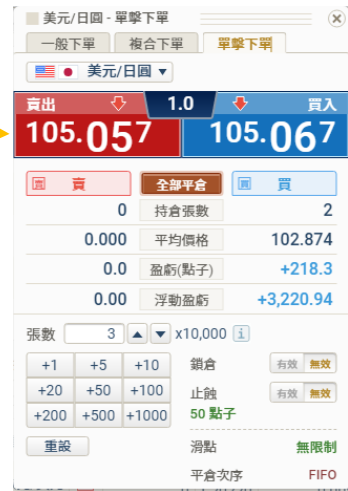 美元/日圓 - 單擊下單
一般下單 複合下單 單擊下單
美元/日圓
賣出 1.0 買入
105.057 105.067
賣 全部平倉 買
0 持倉張數 2
0.000 平均價格 102.874
0.0 盈虧(點子) +218.3
0.00 浮動盈虧 +3,220.94
張數 3 x10,000 i
+1 +5 +10 鎖倉 有效 無效
+20 +50 +100 止蝕 有效 無效
+200 +500 +1000 50 點子
重設 滑點 無限制
平倉次序 FIFO